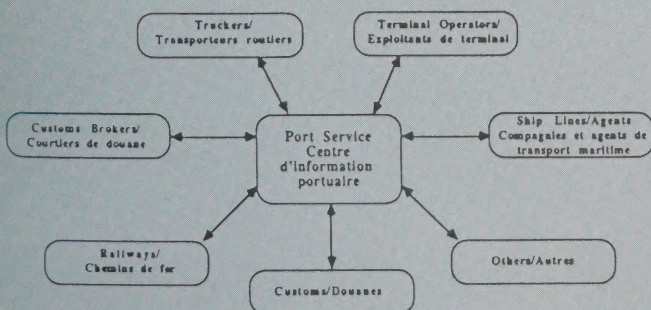 Truckers/
Transporteurs routiers
Terminal Operators/
Exploitants de terminal
Customs Brokers/
Courtiers de douane
Port Service
Centre
d'information
portuaire
Ship Lines/Agents
Compagnies et agents de
transport maritime
Railways/
Chemins de fer
Customs/Douanes
Others/Autres